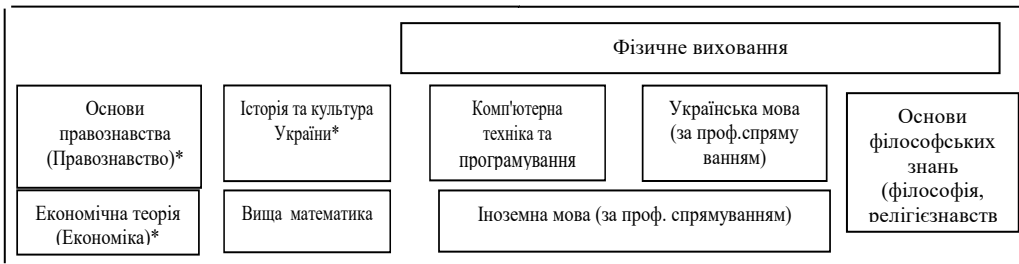 Фізичне виховання
Основи
правознавства
(Правознавство)*
Історія та культура
України*
Комп'ютерна
техніка та
програмування
Українська мова
(за проф.спряму
ванням)
Основи
філософських
знань
(філософія,
релігієзнавств
Економічна теорія
(Економіка)*
Вища математика
Іноземна мова (за проф. спрямуванням)